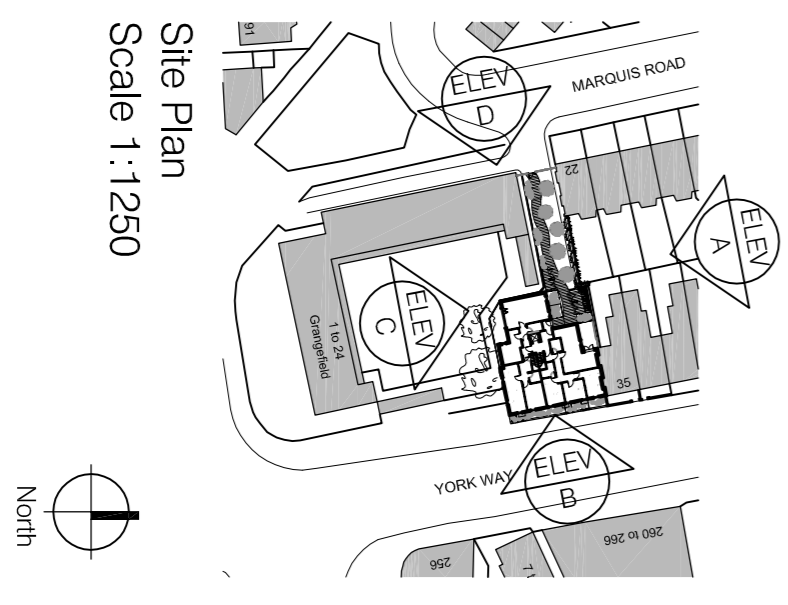 Site Plan
Scale 1:1250
91
MARQUIS ROAD
ELEV
D
22
ELEV
A
ELEV
C
1 to 24
Grangefield
35
YORK WAY
ELEV
B
North
256
260 to 266